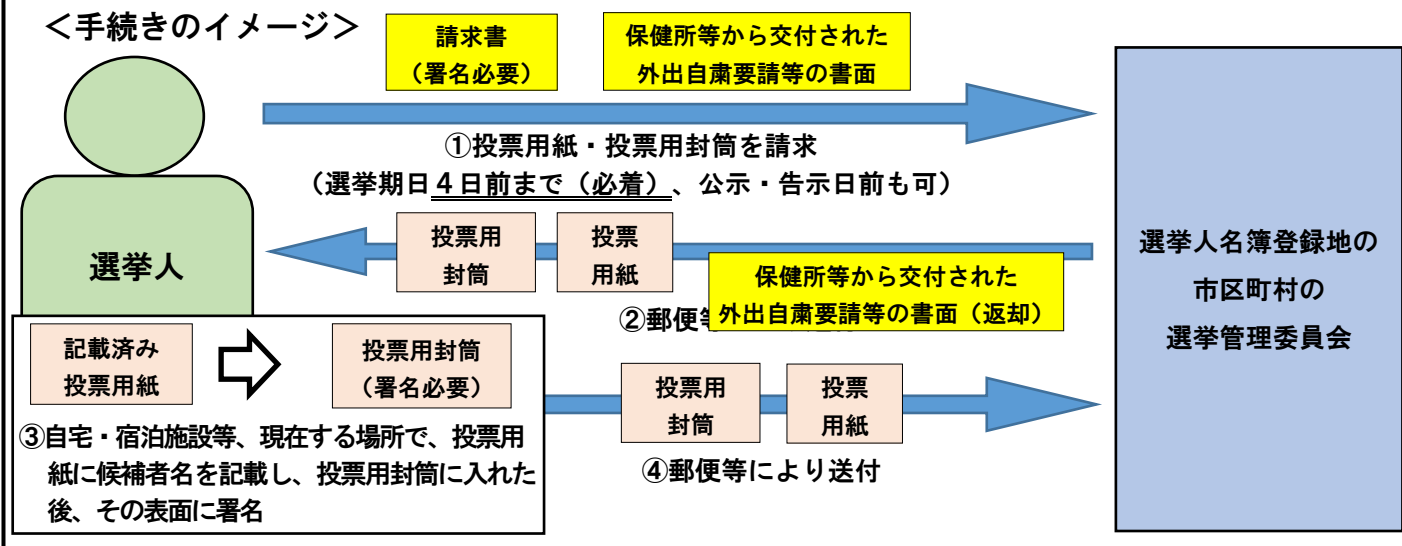 ＜手続きのイメージ＞
請求書
（署名必要）
保健所等から交付された
外出自粛要請等の書面
①投票用紙・投票用封筒を請求
（選挙期日４日前まで（必着）、公示・告示日前も可）
投票用
封筒
投票
用紙
保健所等から交付された
外出自粛要請等の書面（返却）
②郵便等
選挙人
選挙人名簿登録地の
市区町村の
選挙管理委員会
記載済み
投票用紙
投票用封筒
（署名必要）
③自宅・宿泊施設等、現在する場所で、投票用
紙に候補者名を記載し、投票用封筒に入れた
後、その表面に署名
投票用
封筒
投票
用紙
④郵便等により送付